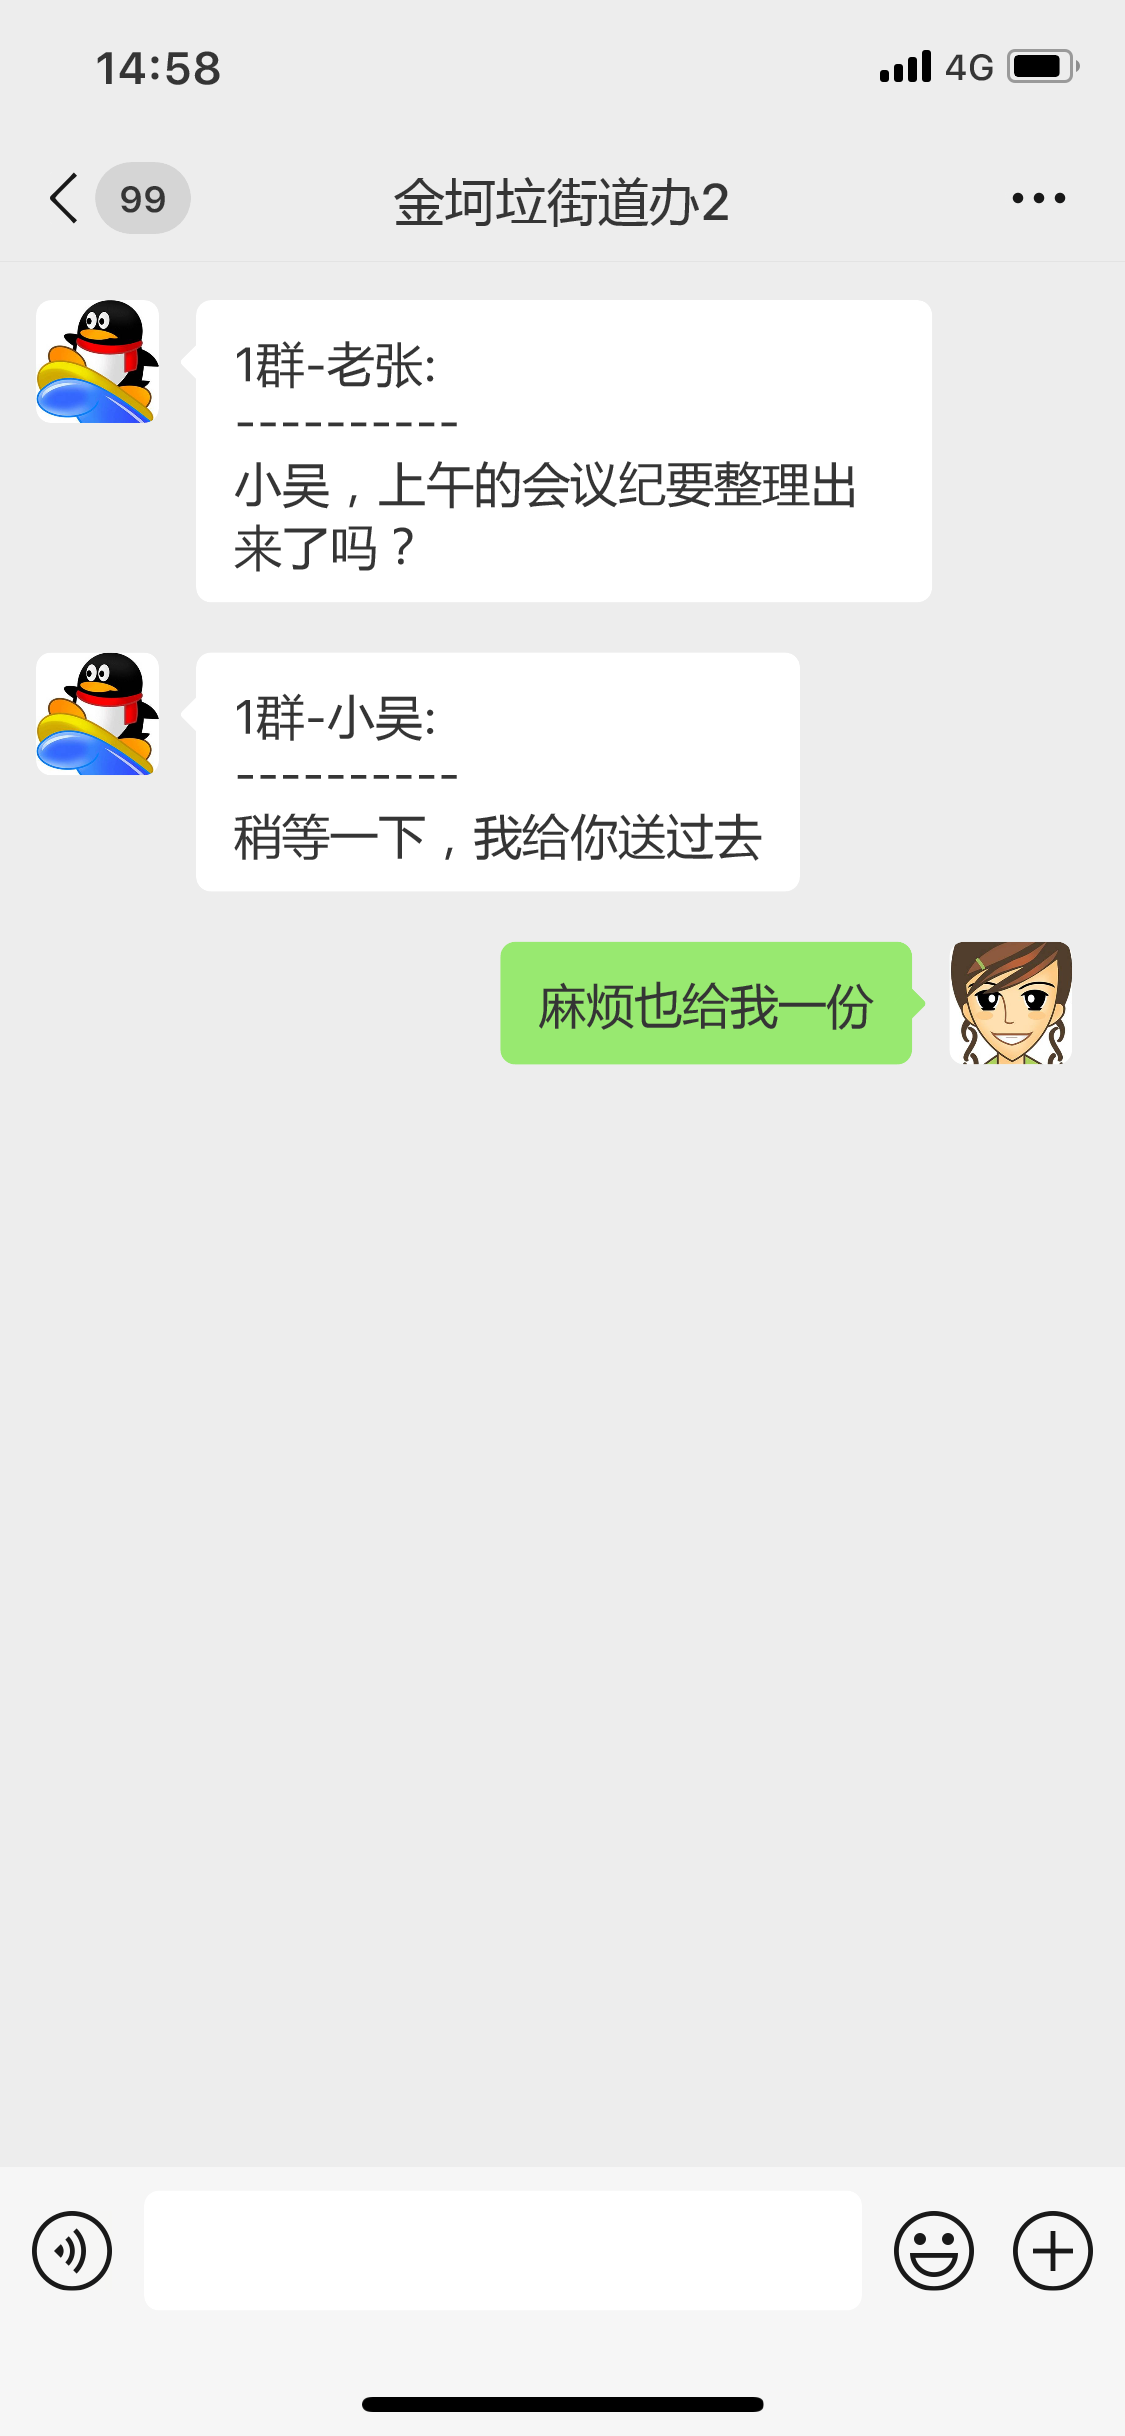 14:58
4G
99
金坷垃街道办2
1群-老张:
----------
小吴，上午的会议纪要整理出
来了吗？
1群-小吴:
----------
稍等一下，我给你送过去
麻烦也给我一份